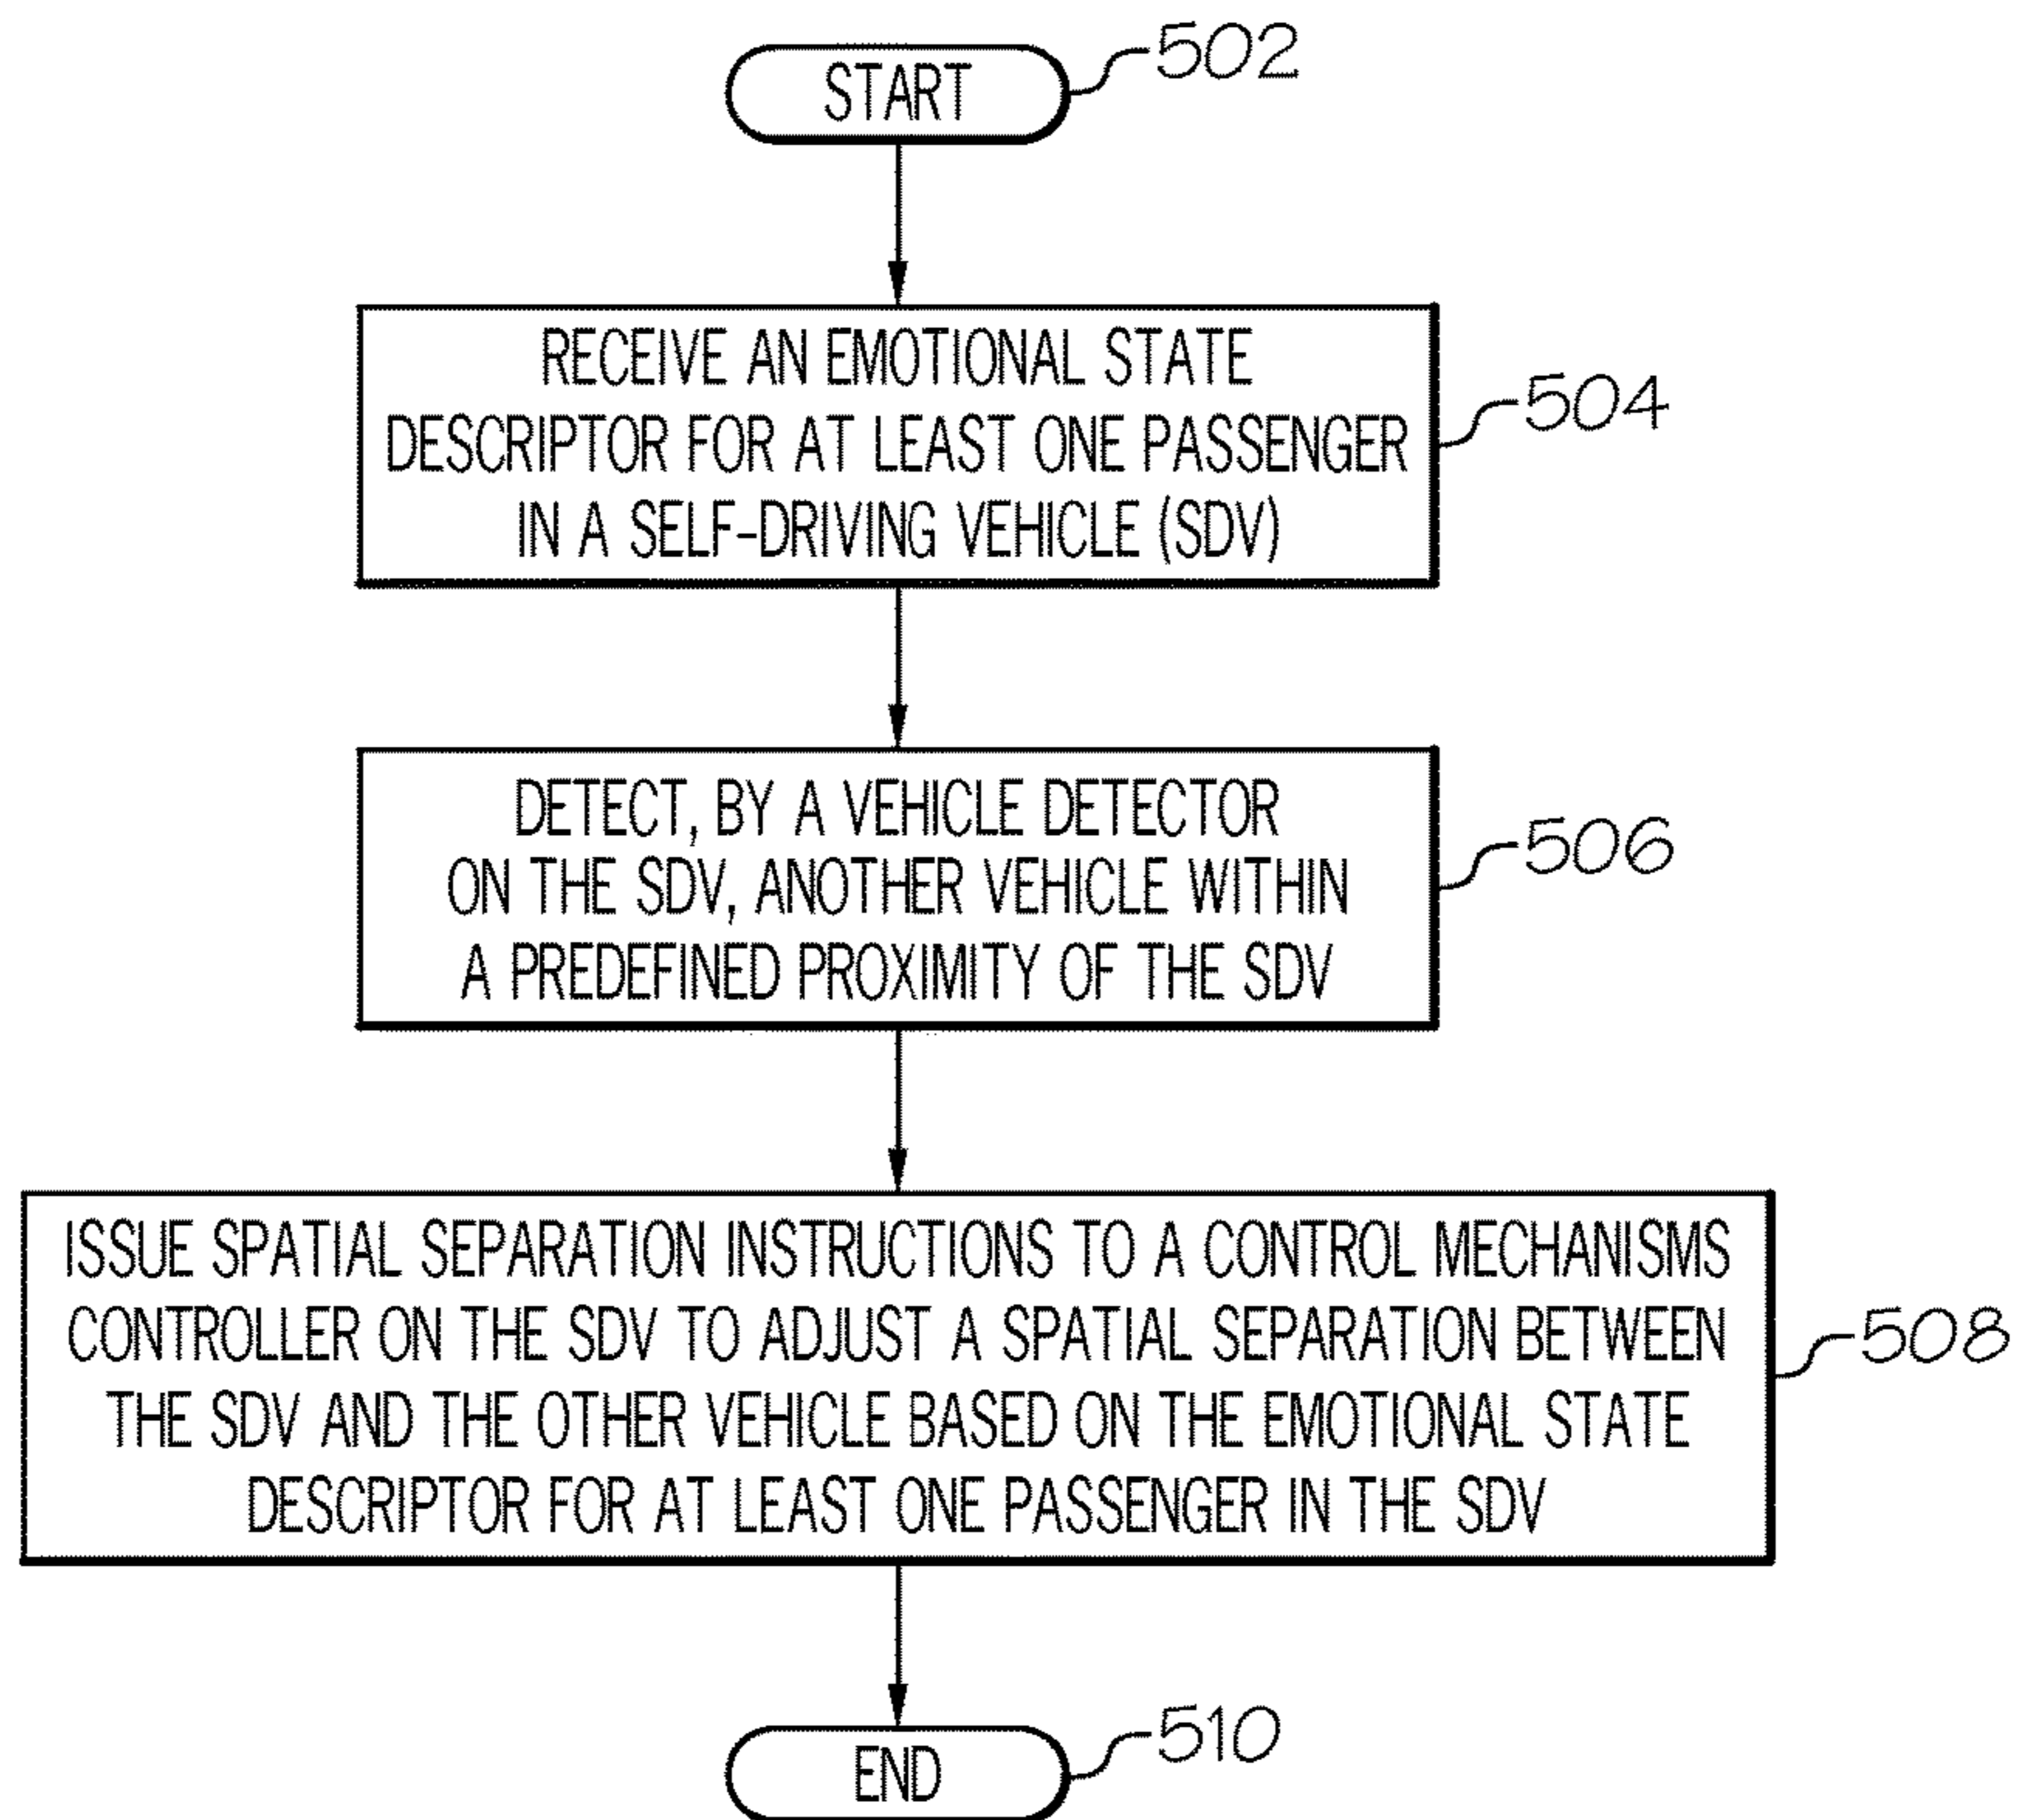 START
502
RECEIVE AN EMOTIONAL STATE
DESCRIPTOR FOR AT LEAST ONE PASSENGER
IN A SELF-DRIVING VEHICLE (SDV)
504
DETECT, BY A VEHICLE DETECTOR
ON THE SDV, ANOTHER VEHICLE WITHIN
A PREDEFINED PROXIMITY OF THE SDV
506
ISSUE SPATIAL SEPARATION INSTRUCTIONS TO A CONTROL MECHANISMS
CONTROLLER ON THE SDV TO ADJUST A SPATIAL SEPARATION BETWEEN
THE SDV AND THE OTHER VEHICLE BASED ON THE EMOTIONAL STATE
DESCRIPTOR FOR AT LEAST ONE PASSENGER IN THE SDV
508
END
510